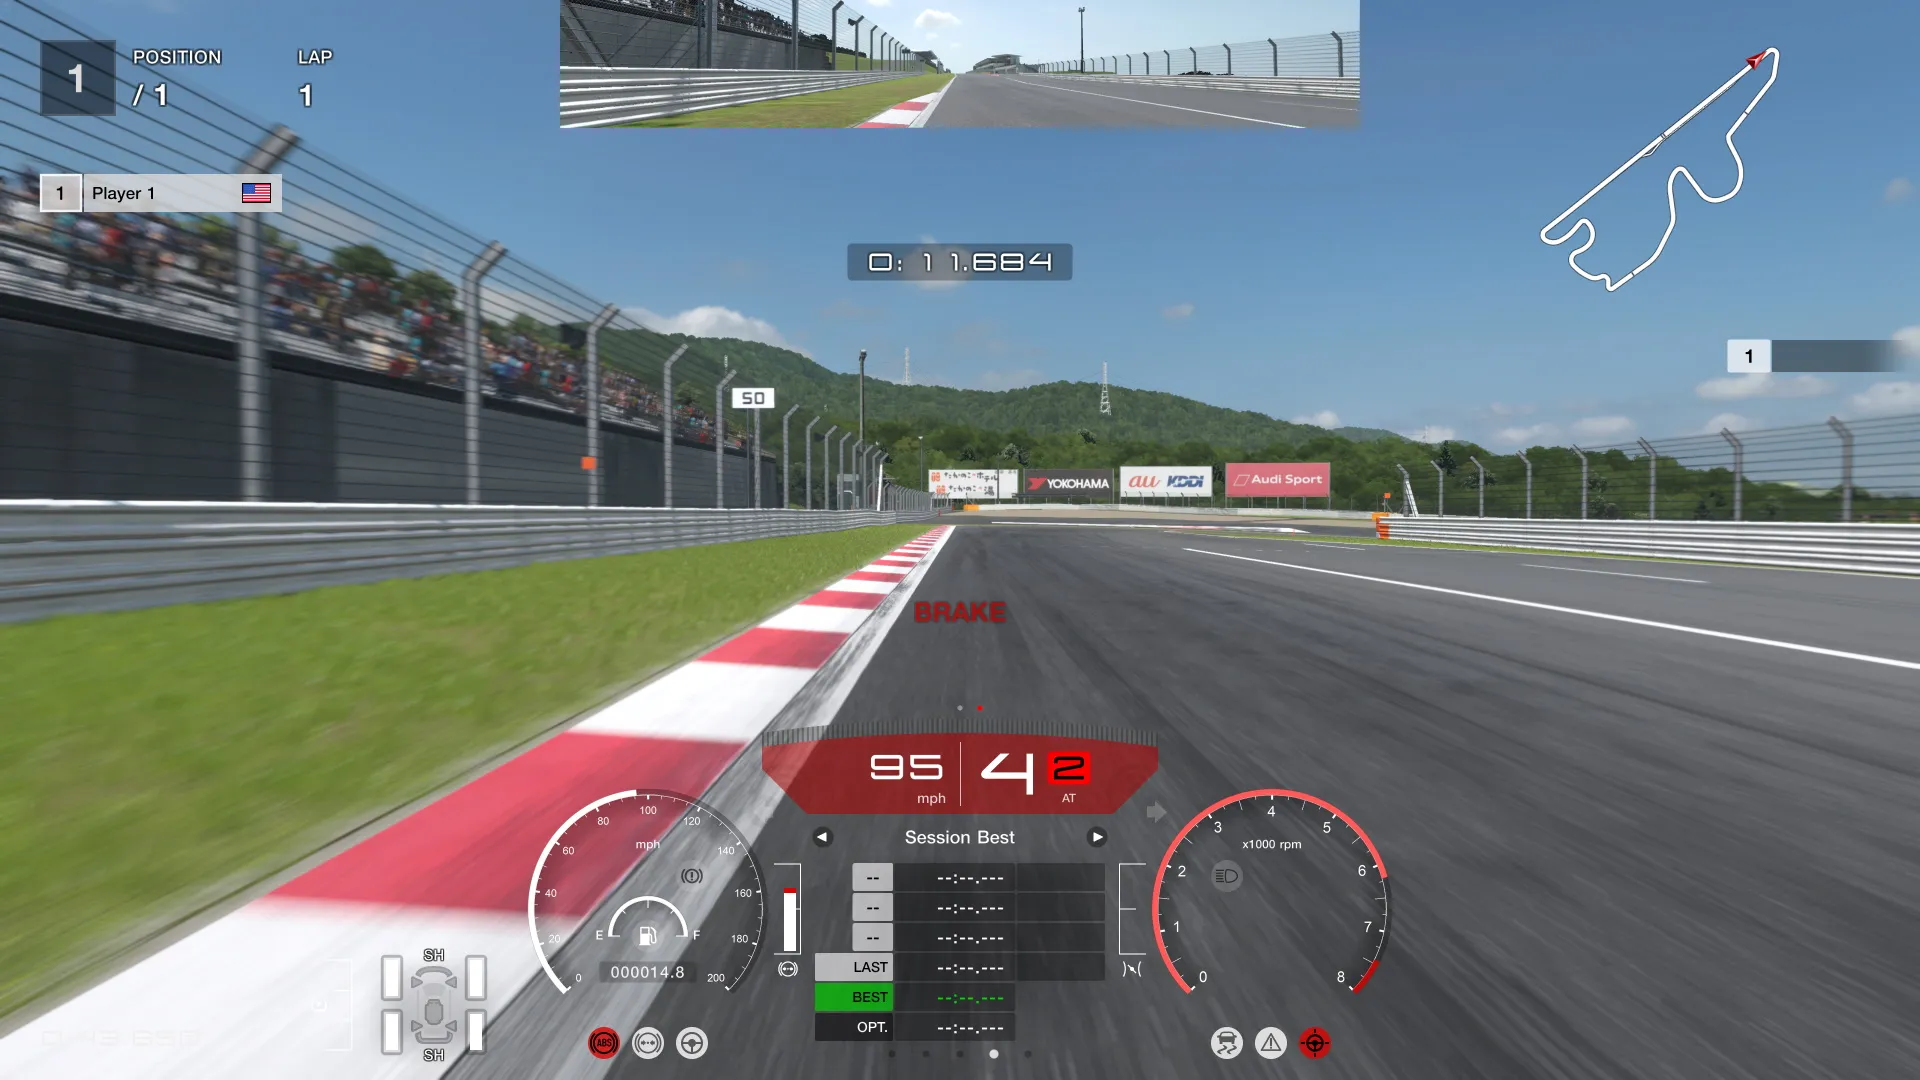 1
POSITION
/ 1
LAP
1
1
Player 1
0:11.684
1
50
YOKOHAMA
au KDDI
Audi Sport
BRAKE
95
mph
4
2
AT
Session Best
mph
0
20
40
60
80
100
120
140
160
180
200
E
F
000014.8
x1000 rpm
0
1
2
3
4
5
6
7
8
-- --:--.---
-- --:--.---
-- --:--.---
LAST --:--.---
BEST --:--.---
OPT. --:--.---
SH
SH
ABS